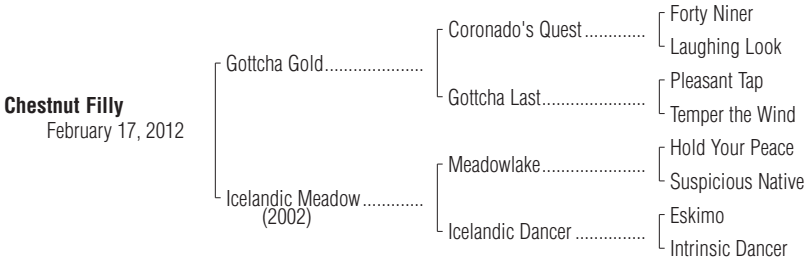 Chestnut Filly
February 17, 2012
Gottcha Gold.....................
Icelandic Meadow.............
(2002)
Coronado's Quest.............
Gottcha Last......................
Meadowlake......................
Icelandic Dancer ...............
Forty Niner
Laughing Look
Pleasant Tap
Temper the Wind
Hold Your Peace
Suspicious Native
Eskimo
Intrinsic Dancer